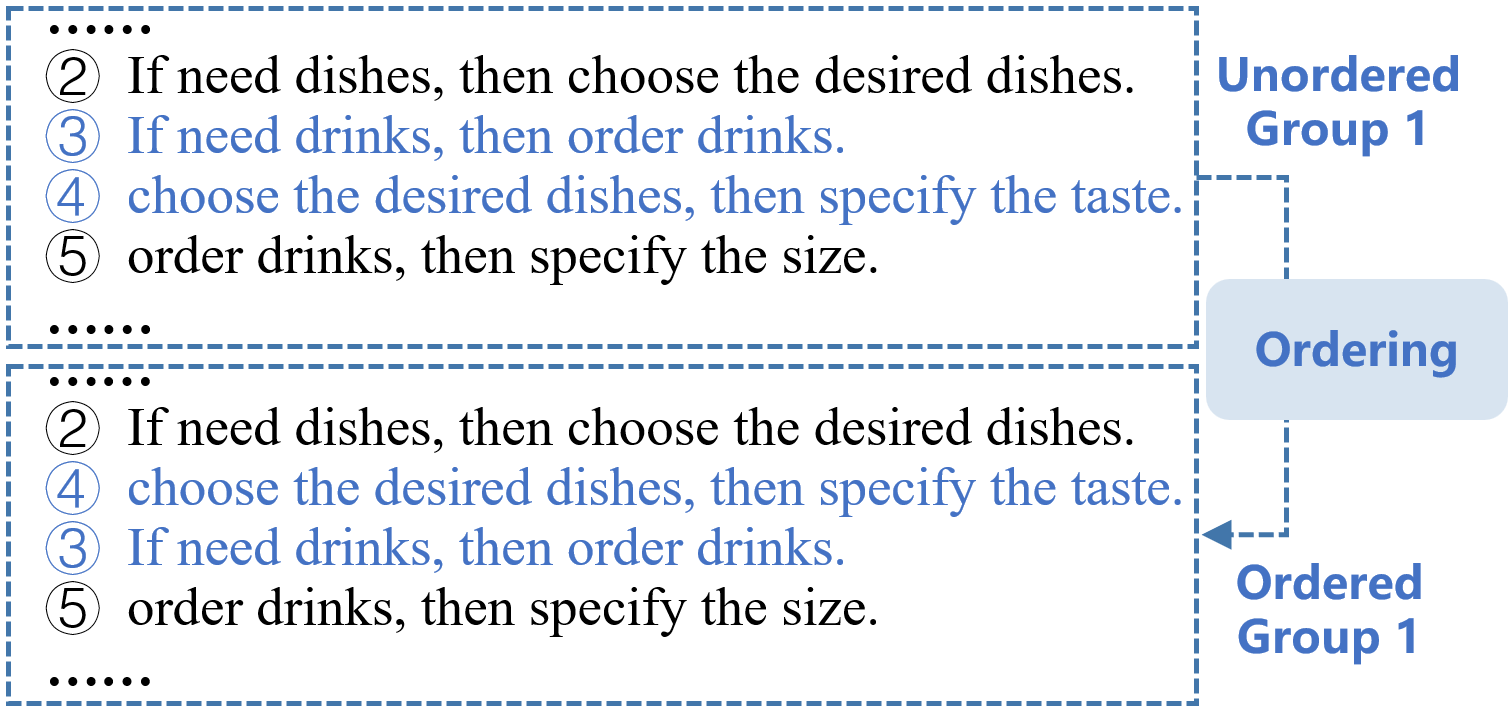 ......
② If need dishes, then choose the desired dishes.
③ If need drinks, then order drinks.
④ choose the desired dishes, then specify the taste.
⑤ order drinks, then specify the size.
......
Unordered
Group 1
Ordering
......
② If need dishes, then choose the desired dishes.
④ choose the desired dishes, then specify the taste.
③ If need drinks, then order drinks.
⑤ order drinks, then specify the size.
......
Ordered
Group 1